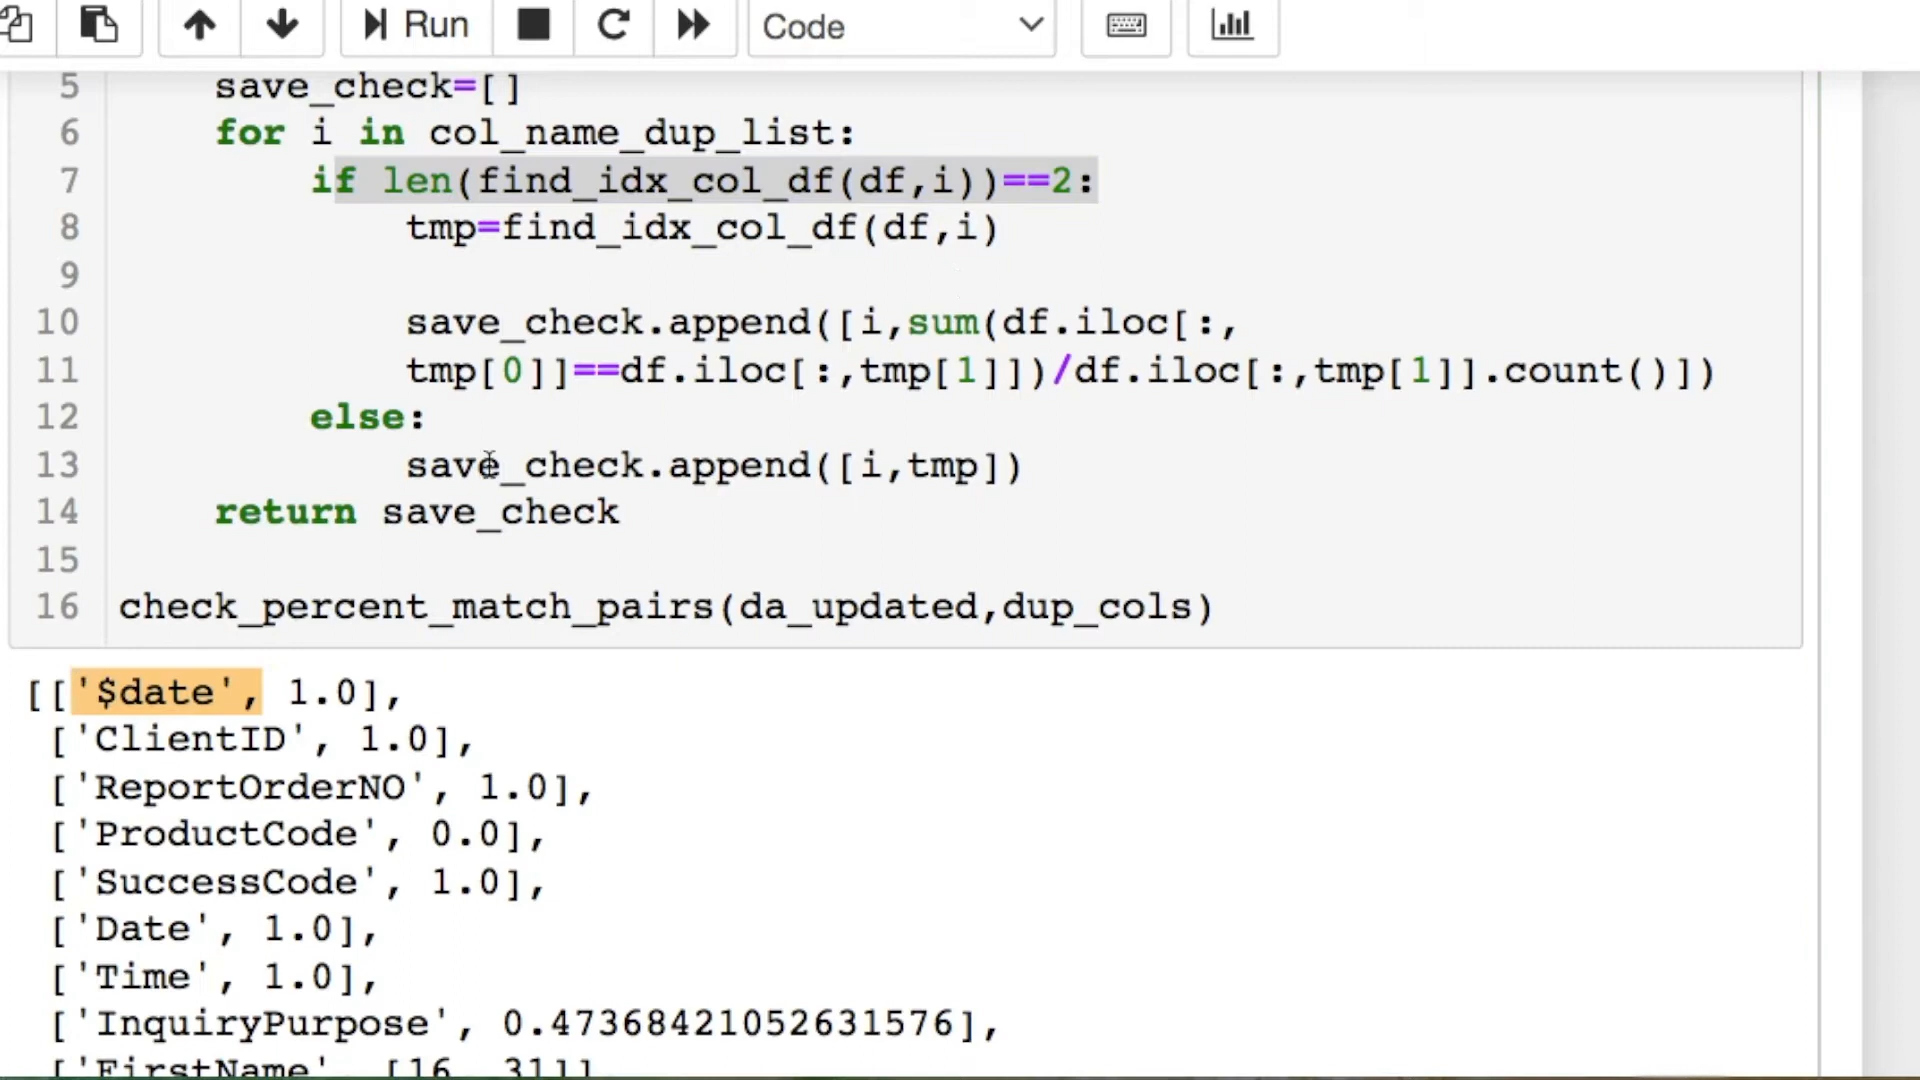 Run
Code
5 save_check=[]
6 for i in col_name_dup_list:
7 if len(find_idx_col_df(df,i))==2:
8 tmp=find_idx_col_df(df,i)
9
10 save_check.append([i,sum(df.iloc[:,
11 tmp[0]]==df.iloc[:,tmp[1]])/df.iloc[:,tmp[1]].count()])
12 else:
13 save_check.append([i,tmp])
14 return save_check
15
16 check_percent_match_pairs(da_updated,dup_cols)
[['$date', 1.0],
['ClientID', 1.0],
['ReportOrderNO', 1.0],
['ProductCode', 0.0],
['SuccessCode', 1.0],
['Date', 1.0],
['Time', 1.0],
['InquiryPurpose', 0.47368421052631576],
['FirstName', [16, 31]],